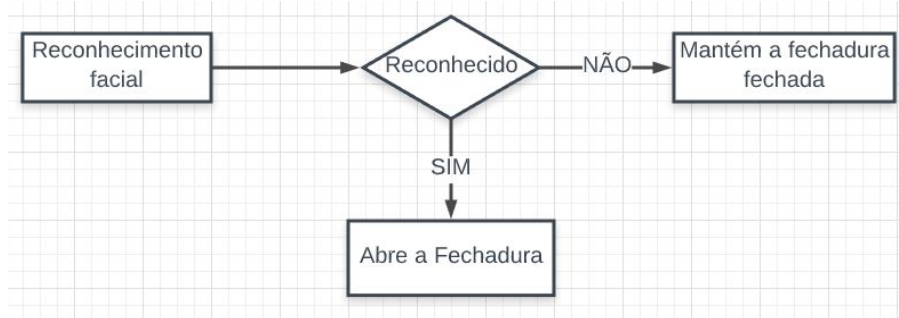 Reconhecimento
facial
Reconhecido
NÃO
Mantém a fechadura
fechada
SIM
Abre a Fechadura